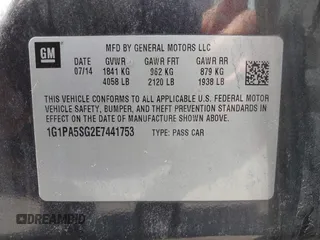 GM
MFD BY GENERAL MOTORS LLC
DATE GVWR GAWR FRT GAWR RR
07/14 1841 KG 962 KG 879 KG
4058 LB 2120 LB 1938 LB
THIS VEHICLE CONFORMS TO ALL APPLICABLE U.S. FEDERAL MOTOR
VEHICLE SAFETY, BUMPER, AND THEFT PREVENTION STANDARDS IN
EFFECT ON THE DATE OF MANUFACTURE SHOWN ABOVE.
1G1PA5SG2E7441753 TYPE: PASS CAR
DREAMBID